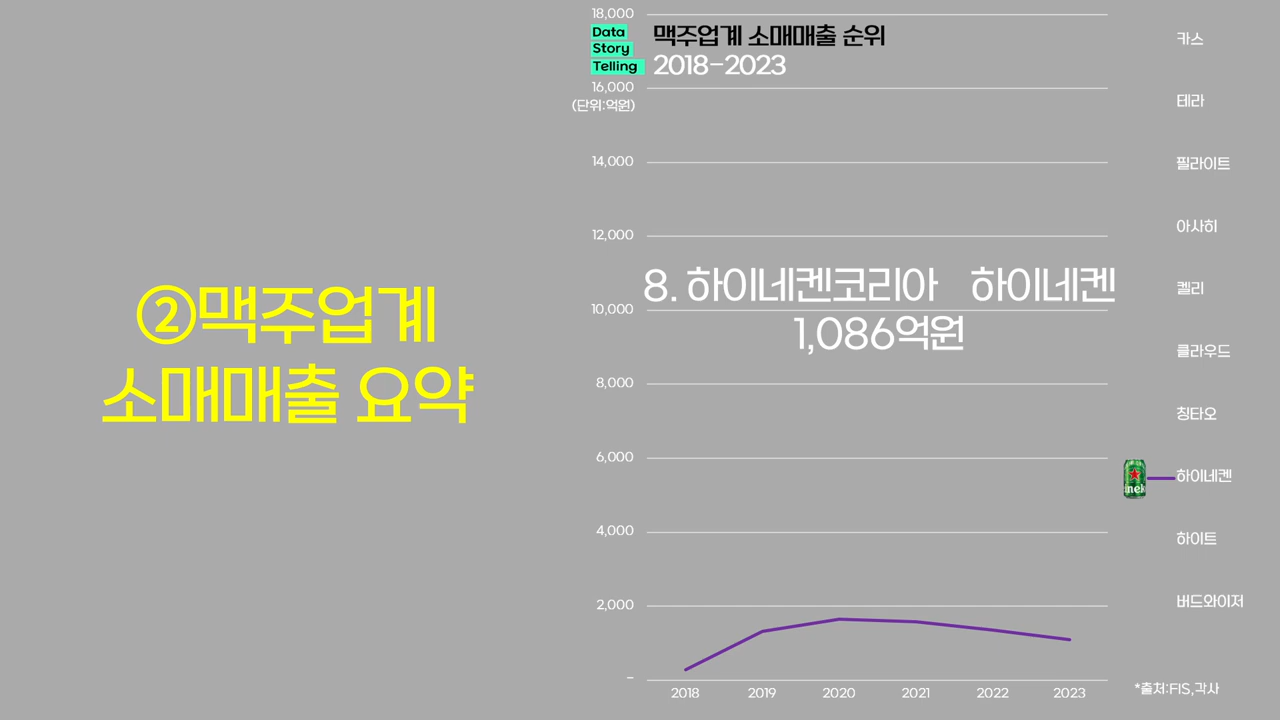 ②맥주업계
소매매출 요약
Data
Story
Telling
맥주업계 소매매출 순위
2018-2023
(단위:억원)
18,000
16,000
14,000
12,000
10,000
8,000
6,000
4,000
2,000
–
8. 하이네켄코리아 하이네켄
1,086억원
2018 2019 2020 2021 2022 2023
카스
테라
필라이트
아사히
켈리
클라우드
칭타오
하이네켄
하이트
버드와이저
*출처:FIS,각사